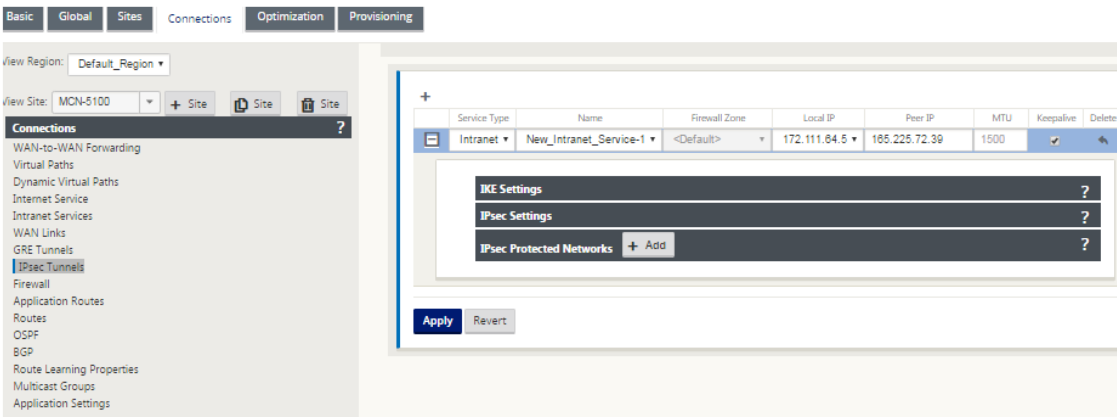 Basic Global Sites Connections Optimization Provisioning
View Region: Default_Region
View Site: MCN-5100 + Site Site Site
Connections ?
WAN-to-WAN Forwarding
Virtual Paths
Dynamic Virtual Paths
Internet Service
Intranet Services
WAN Links
GRE Tunnels
IPsec Tunnels
Firewall
Application Routes
Routes
OSPF
BGP
Route Learning Properties
Multicast Groups
Application Settings
+
Service Type Name Firewall Zone Local IP Peer IP MTU Keepalive Delete
Intranet New_Intranet_Service-1 <Default> 172.111.64.5 165.225.72.39 1500
IKE Settings ?
IPsec Settings ?
IPsec Protected Networks + Add ?
Apply Revert